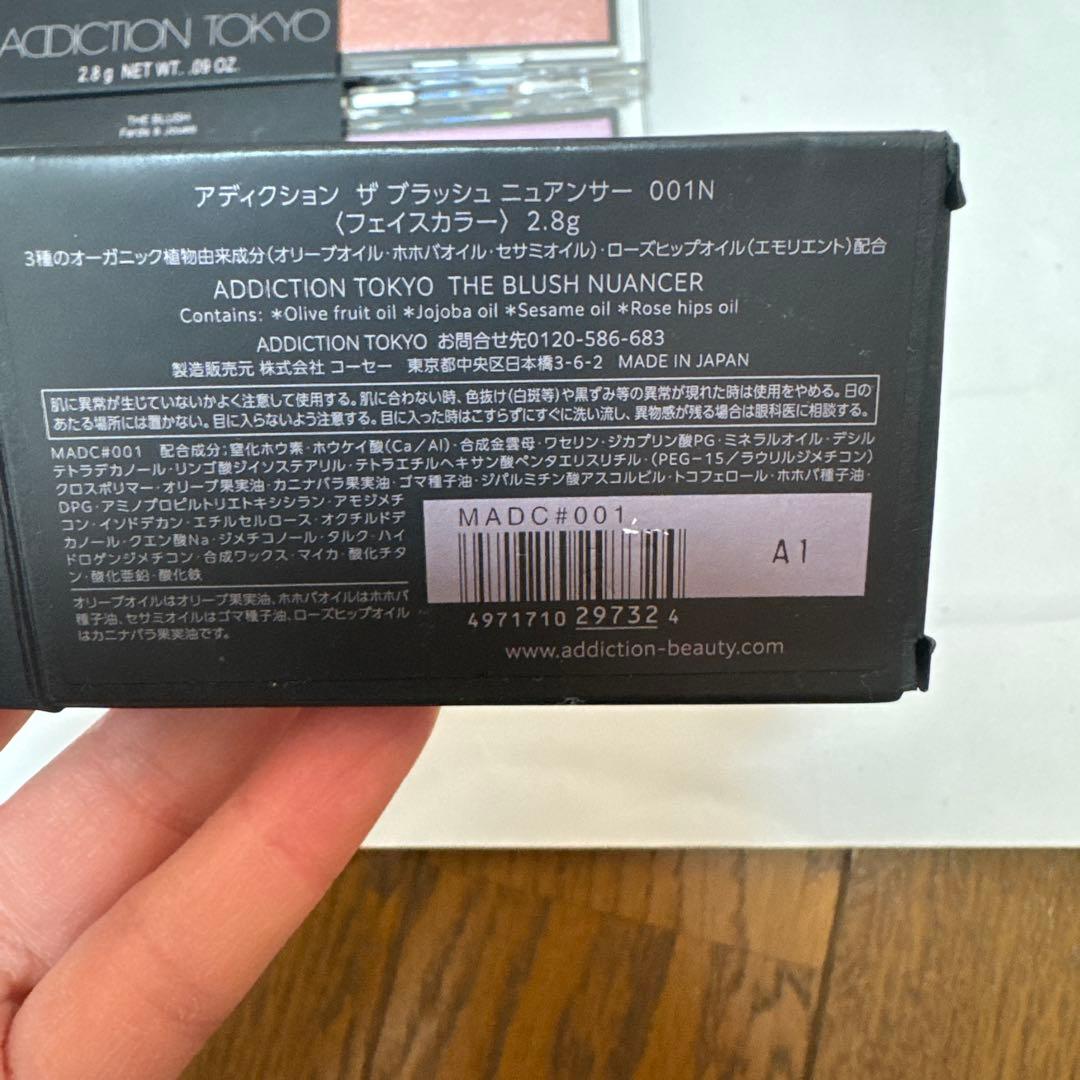 ADDICTION TOKYO
2.8 g NET WT. .09 OZ.
THE BLUSH
Fards à Joues
アディクション ザ ブラッシュ ニュアンサー 001N
〈フェイスカラー〉 2.8g
3種のオーガニック植物由来成分(オリーブオイル・ホホバオイル・セサミオイル)・ローズヒップオイル(エモリエント)配合
ADDICTION TOKYO THE BLUSH NUANCER
Contains: *Olive fruit oil *Jojoba oil *Sesame oil *Rose hips oil
ADDICTION TOKYO お問合せ先0120-586-683
製造販売元 株式会社 コーセー 東京都中央区日本橋3-6-2 MADE IN JAPAN
肌に異常が生じていないかよく注意して使用する。肌に合わない時、色抜け(白斑等)や黒ずみ等の異常が現れた時は使用をやめる。日の
あたる場所には置かない。目に入らないよう注意する。目に入った時はこすらずにすぐに洗い流し、異物感が残る場合は眼科医に相談する。
MADC#001 配合成分:窒化ホウ素・ホウケイ酸(Ca/Al)・合成金雲母・ワセリン・ジカプリン酸PG・ミネラルオイル・デシル
テトラデカノール・リンゴ酸ジイソステアリル・テトラエチルヘキサン酸ペンタエリスリチル・(PEG-15/ラウリルジメチコン)
クロスポリマー・オリーブ果実油・カニナバラ果実油・ゴマ種子油・ジパルミチン酸アスコルビル・トコフェロール・ホホバ種子油・
DPG・アミノプロピルトリエトキシシラン・アモジメチ
コン・イソドデカン・エチルセルロース・オクチルドデ
カノール・クエン酸Na・ジメチコノール・タルク・ハイ
ドロゲンジメチコン・合成ワックス・マイカ・酸化チタ
ン・酸化亜鉛・酸化鉄
オリーブオイルはオリーブ果実油、ホホバオイルはホホバ
種子油、セサミオイルはゴマ種子油、ローズヒップオイル
はカニナバラ果実油です。
MADC#001
A1
4971710 29732 4
www.addiction-beauty.com